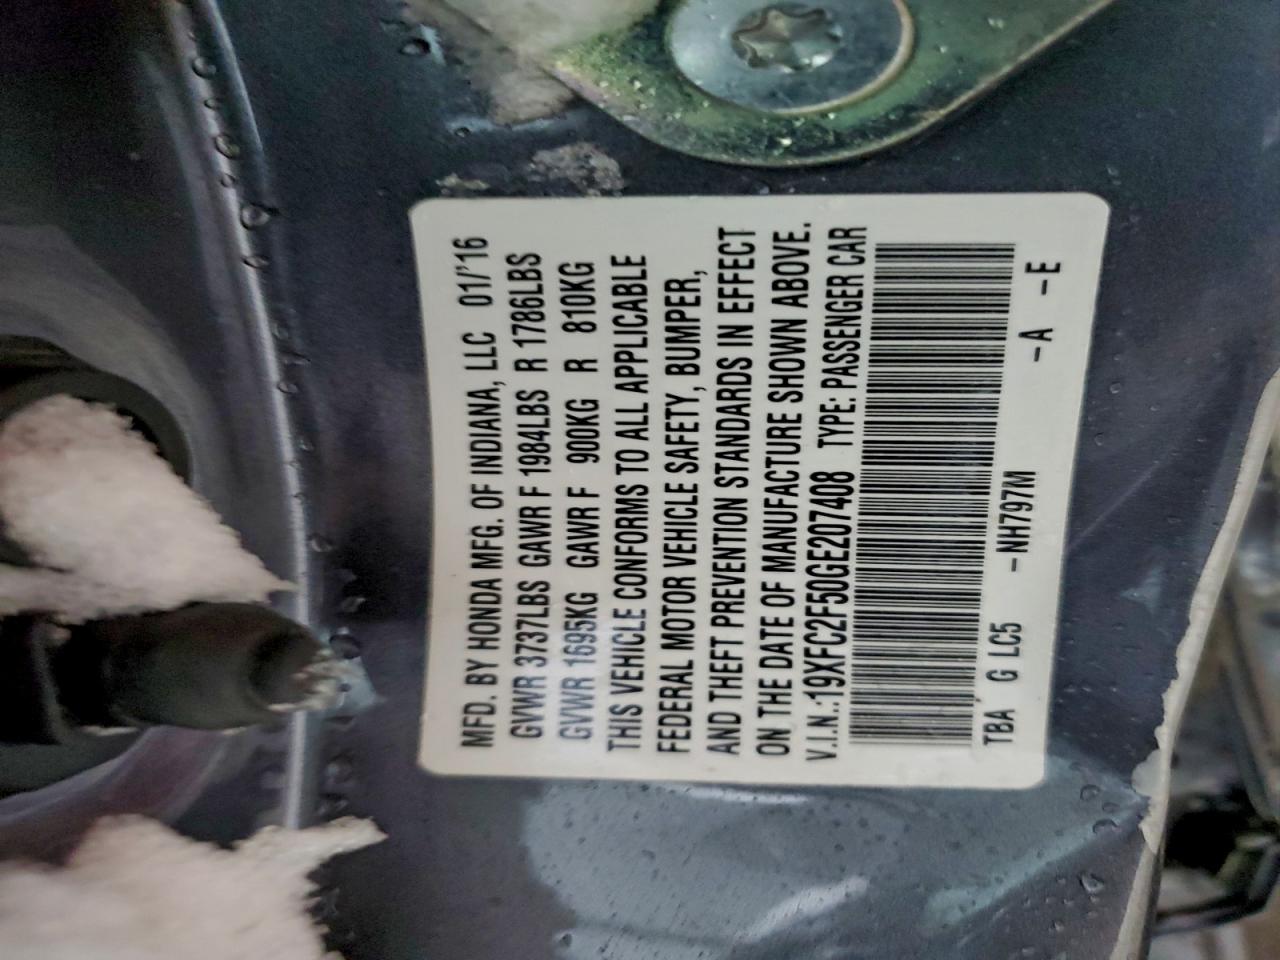 MFD. BY HONDA MFG. OF INDIANA, LLC 01/'16
GVWR 3737LBS GAWR F 1984LBS R 1786LBS
GVWR 1695KG GAWR F 900KG R 810KG
THIS VEHICLE CONFORMS TO ALL APPLICABLE
FEDERAL MOTOR VEHICLE SAFETY, BUMPER,
AND THEFT PREVENTION STANDARDS IN EFFECT
ON THE DATE OF MANUFACTURE SHOWN ABOVE.
V.I.N.:19XFC2F50GE207408 TYPE: PASSENGER CAR
TBA G LC5 -NH797M -A -E